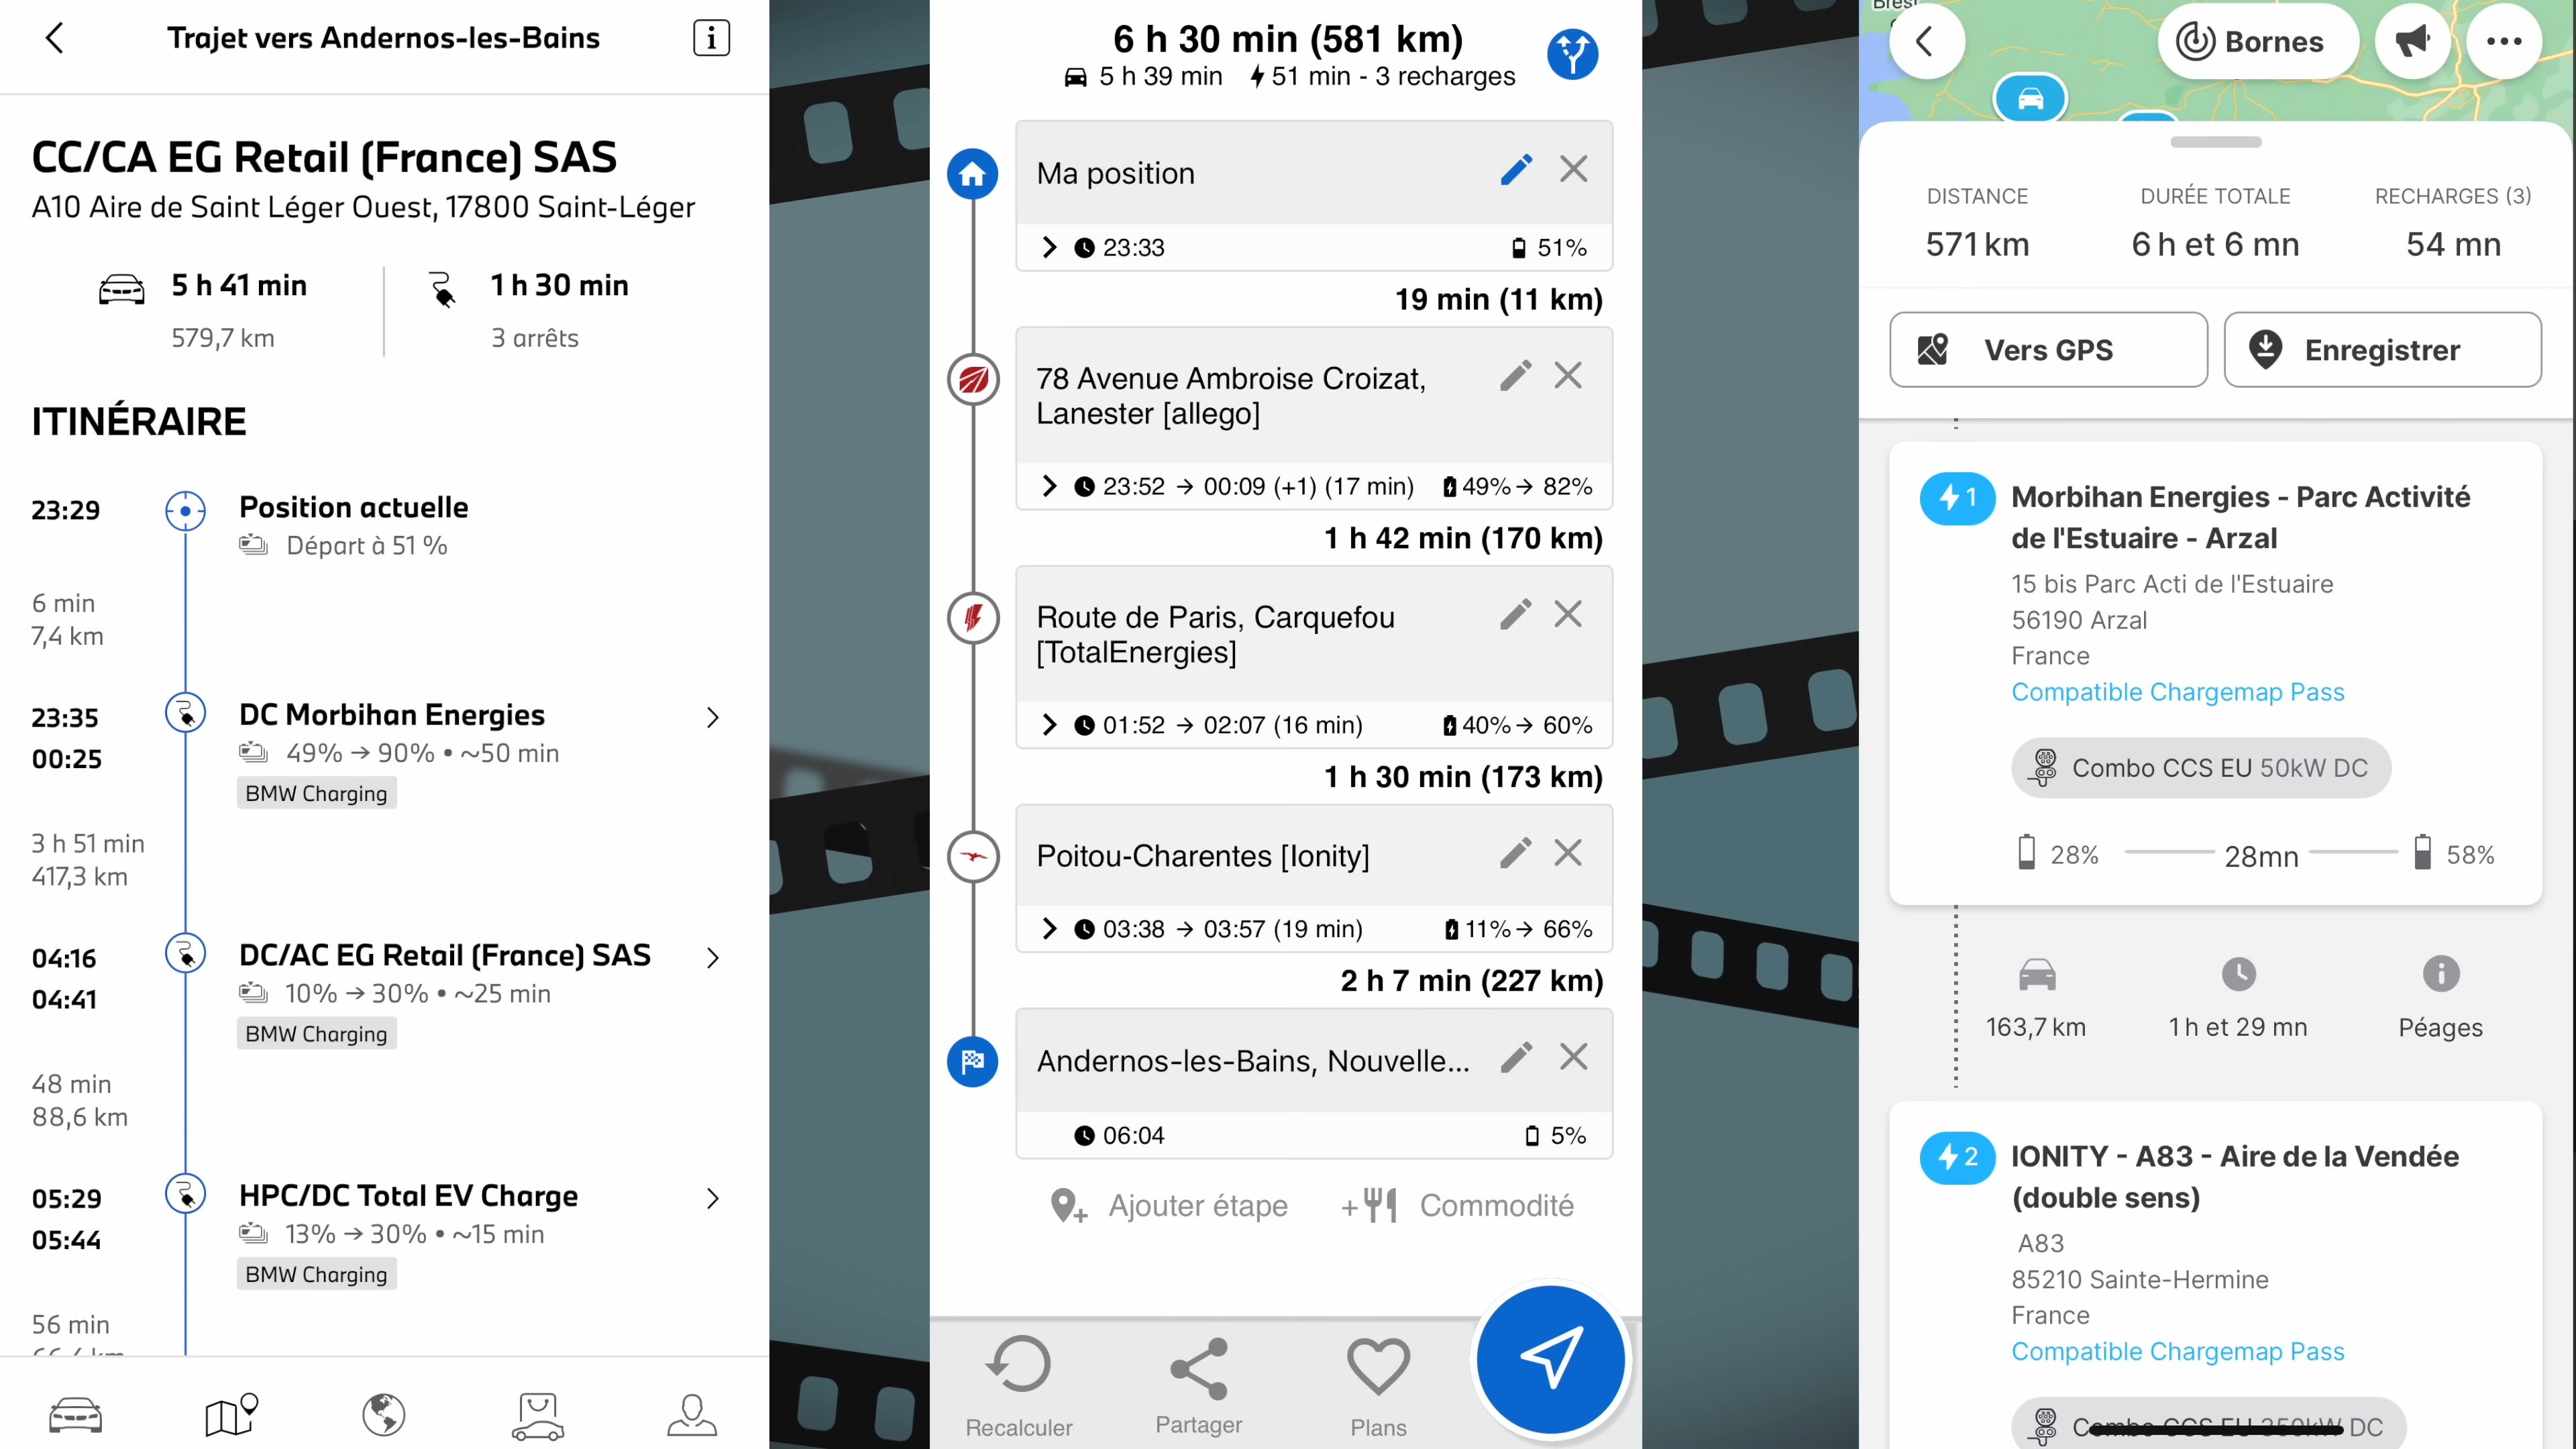 Trajet vers Andernos-les-Bains
CC/CA EG Retail (France) SAS
A10 Aire de Saint Léger Ouest, 17800 Saint-Léger
5 h 41 min
1 h 30 min
579,7 km
3 arrêts
ITINÉRAIRE
23:29
Position actuelle
Départ à 51 %
6 min
7,4 km
23:35
DC Morbihan Energies
00:25
49% → 90% • ~50 min
BMW Charging
3 h 51 min
417,3 km
04:16
DC/AC EG Retail (France) SAS
04:41
10% → 30% • ~25 min
BMW Charging
48 min
88,6 km
05:29
HPC/DC Total EV Charge
05:44
13% → 30% • ~15 min
BMW Charging
56 min
6 h 30 min (581 km)
5 h 39 min 51 min - 3 recharges
Ma position
23:33 51%
19 min (11 km)
78 Avenue Ambroise Croizat,
Lanester [allego]
23:52 → 00:09 (+1) (17 min) 49% → 82%
1 h 42 min (170 km)
Route de Paris, Carquefou
[TotalEnergies]
01:52 → 02:07 (16 min) 40% → 60%
1 h 30 min (173 km)
Poitou-Charentes [Ionity]
03:38 → 03:57 (19 min) 11% → 66%
2 h 7 min (227 km)
Andernos-les-Bains, Nouvelle...
06:04 5%
Ajouter étape + Commodité
Recalculer Partager Plans
Bornes
DISTANCE DURÉE TOTALE RECHARGES (3)
571 km 6 h et 6 mn 54 mn
Vers GPS Enregistrer
1 Morbihan Energies - Parc Activité
de l'Estuaire - Arzal
15 bis Parc Acti de l'Estuaire
56190 Arzal
France
Compatible Chargemap Pass
Combo CCS EU 50kW DC
28% 28mn 58%
163,7 km 1 h et 29 mn Péages
2 IONITY - A83 - Aire de la Vendée
(double sens)
A83
85210 Sainte-Hermine
France
Compatible Chargemap Pass
DC